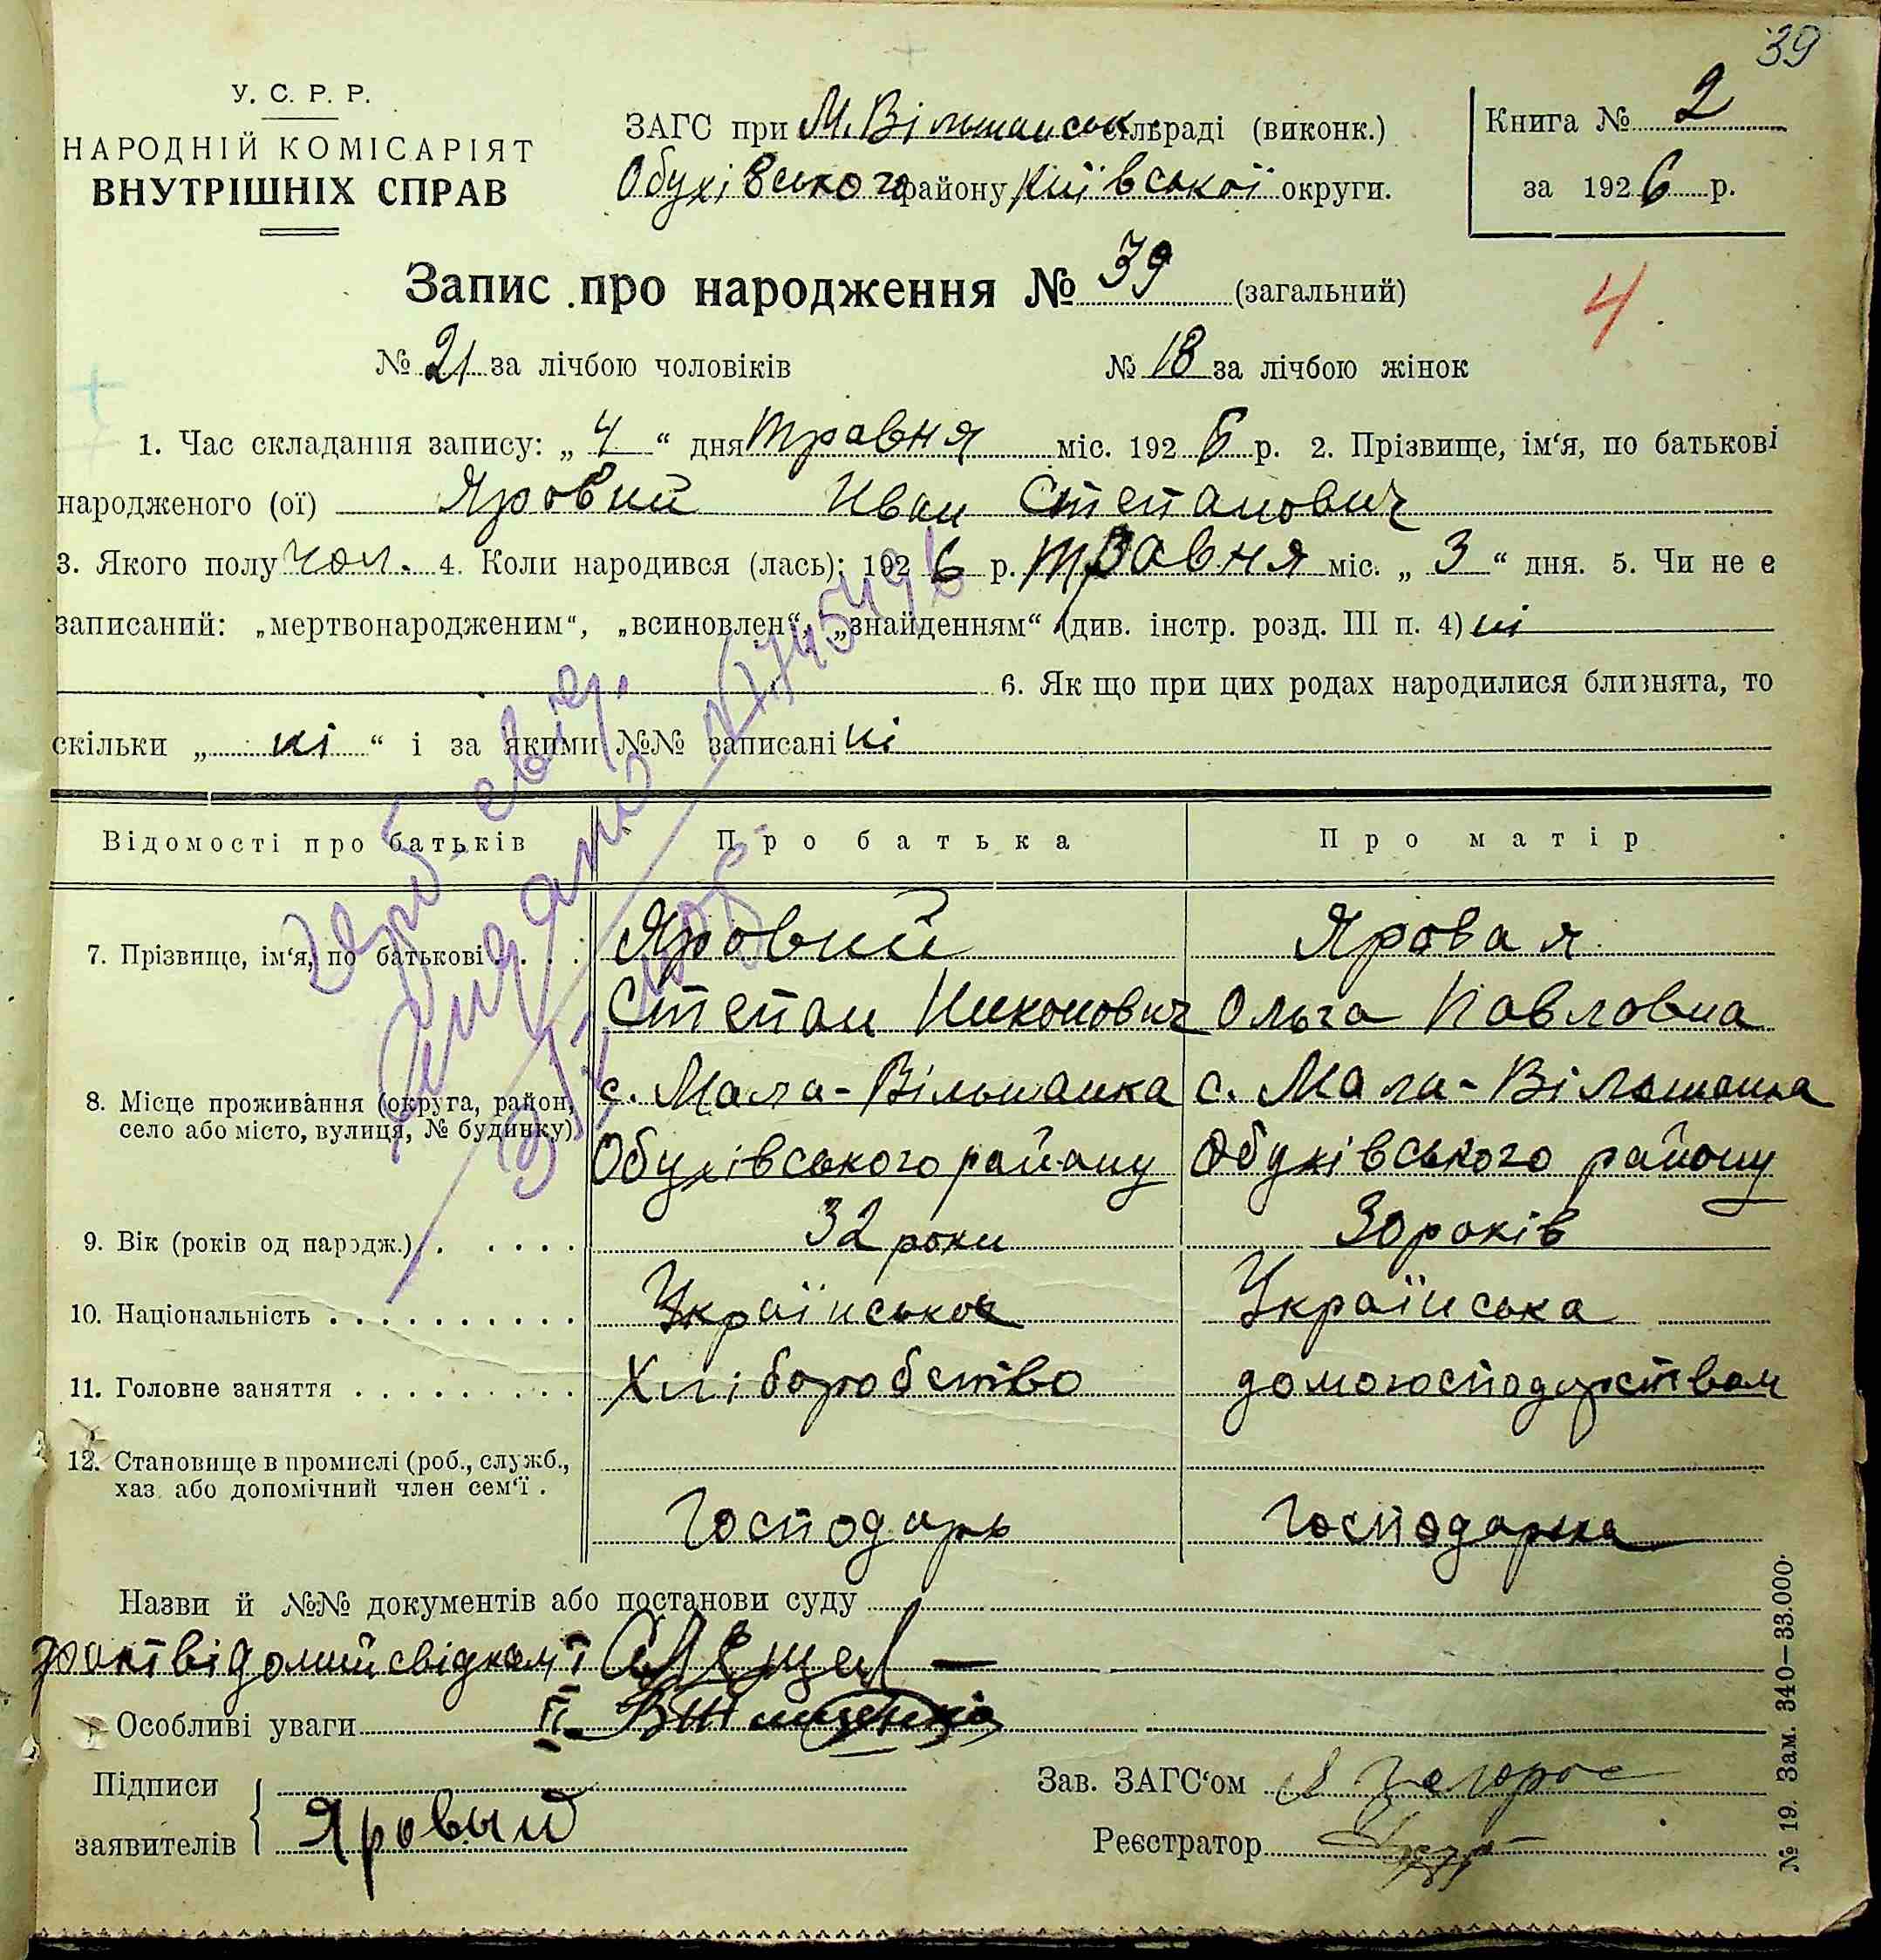 39
У. С. Р. Р.
НАРОДНІЙ КОМІСАРІЯТ
ВНУТРІШНІХ СПРАВ
ЗАГС при М. Вільшанськ. сільраді (виконк.)
Обухівського району Київської округи.
Книга № 2
за 1926 р.
Запис про народження № 39 (загальний)
4
№ 21 за лічбою чоловіків № 18 за лічбою жінок
1. Час складання запису: „ 4 “ дня травня міс. 1926 р. 2. Прізвище, ім‘я, по батькові
народженого (ої) Яровий Иван Степанович
3. Якого полу чол. 4. Коли народився (лась): 1926 р. травня міс. „ 3 “ дня. 5. Чи не є
записаний: „мертвонародженим“, „всиновлен“, „знайденням“ (див. інстр. розд. III п. 4) ні
6. Як що при цих родах народилися близнята, то
скільки „ ні “ і за якими №№ записані ні
Відомості про батьків Про батька Про матір
7. Прізвище, ім‘я, по батькові Яровий Яровая
Степан Никонович Ольга Павловна
8. Місце проживання (округа, район, с. Мала-Вільшанка с. Мала-Вільшанка
село або місто, вулиця, № будинку) Обухівського району Обухівського району
9. Вік (років од народж.) 32 роки 30 років
10. Національність Українськ Українська
11. Головне заняття Хліборобство домогосподарством
12. Становище в промислі (роб., служб.,
хаз. або допомічний член сем‘ї.
Господарь Господарка
Назви й №№ документів або постанови суду
факт відомий свідкам
Особливі уваги
Підписи
заявителів Яровый
Зав. ЗАГС‘ом
Реєстратор
№ 19. Зам. 340—33.000.